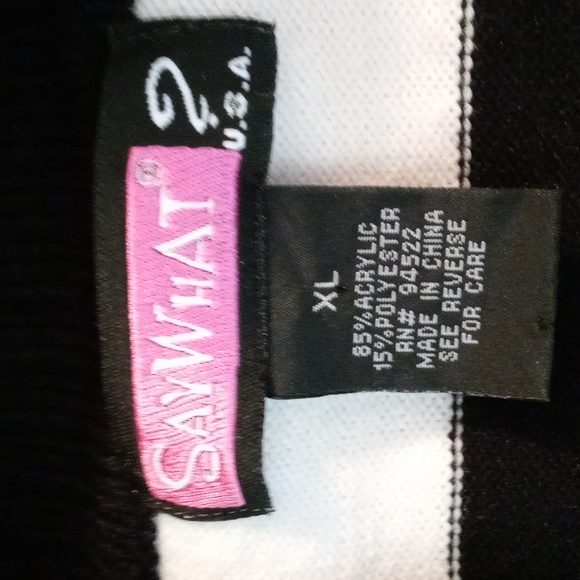 SAYWHAT® ?
U.S.A.
XL
85%ACRYLIC
15%POLYESTER
RN# 94522
MADE IN CHINA
SEE REVERSE
FOR CARE